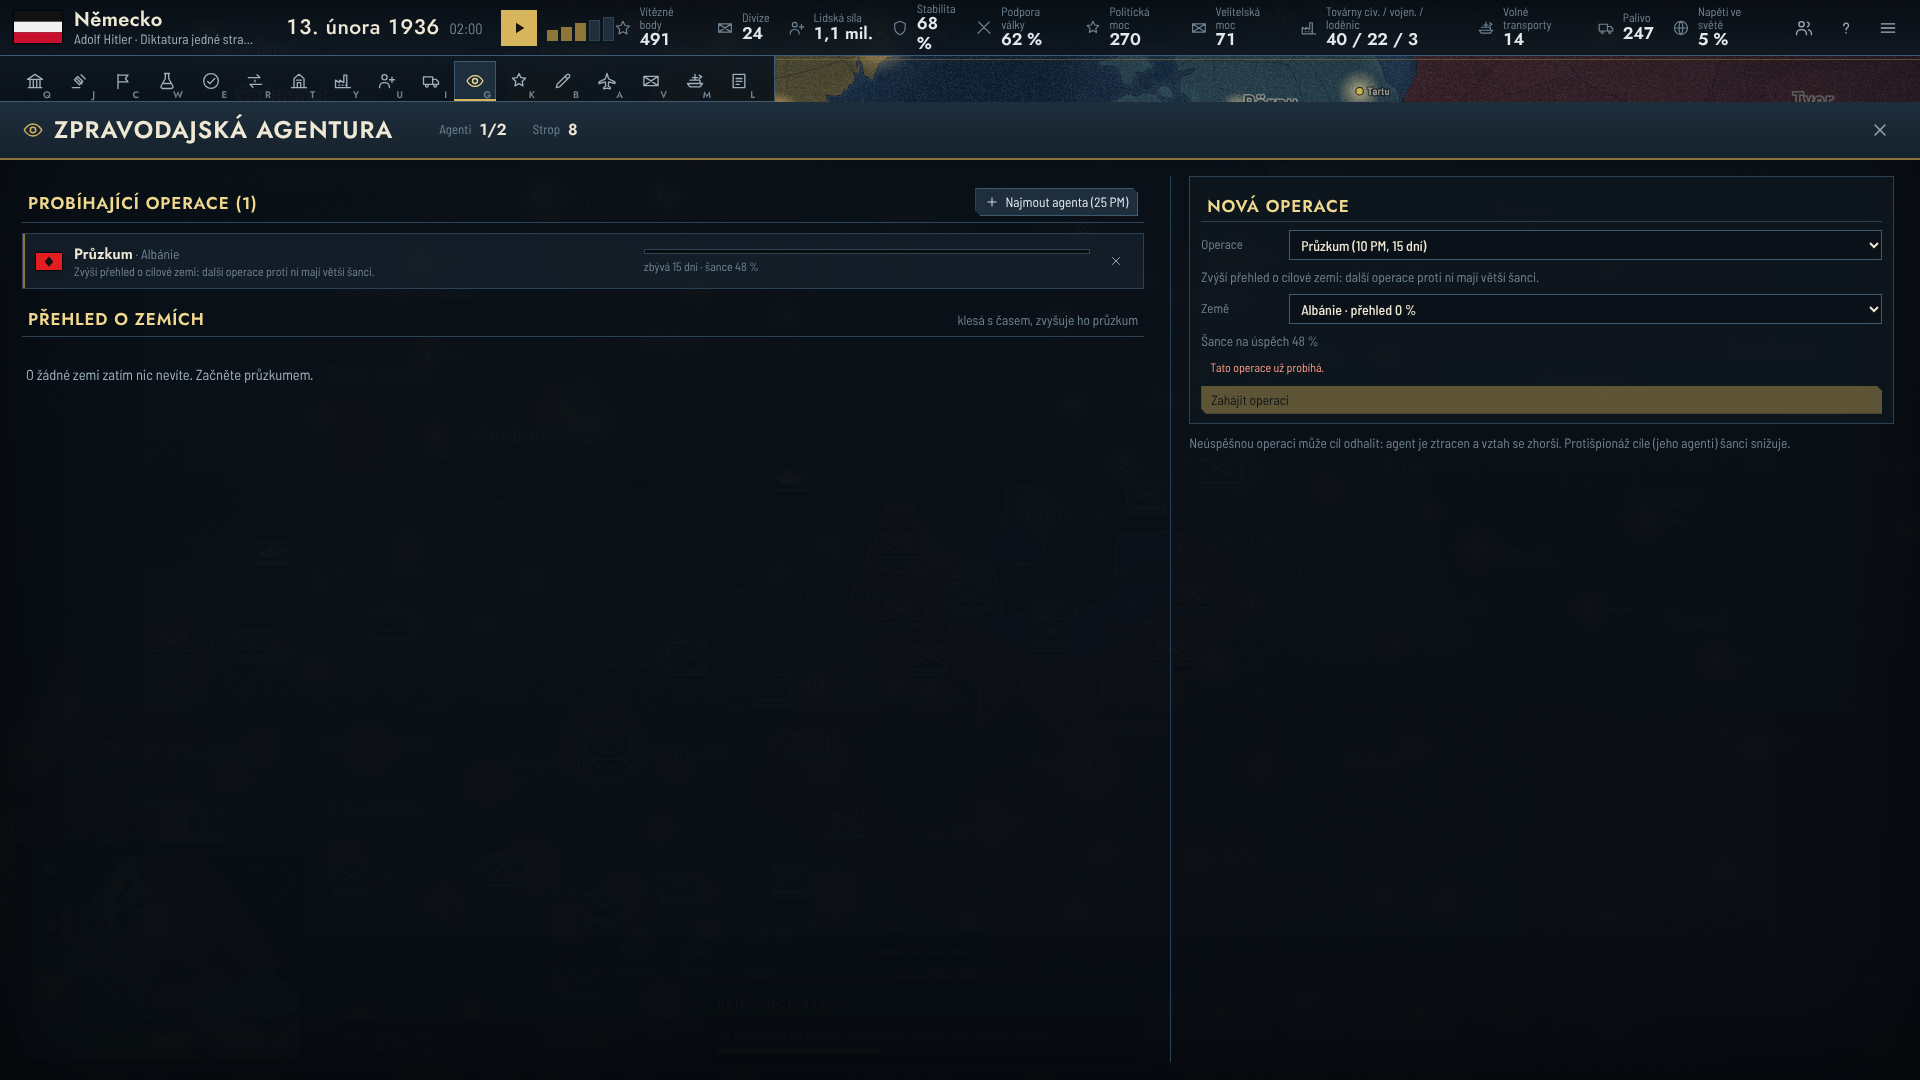 Německo
Adolf Hitler · Diktatura jedné stra...
13. února 1936 02:00
Vítězné body 491
Divize 24
Lidská síla 1,1 mil.
Stabilita 68 %
Podpora války 62 %
Politická moc 270
Velitelská moc 71
Továrny civ. / vojen. / loděnic 40 / 22 / 3
Volné transporty 14
Palivo 247
Napětí ve světě 5 %
?
Q J C W E R T Y U I G K B A V M L
Tartu
ZPRAVODAJSKÁ AGENTURA
Agenti 1/2 Strop 8
PROBÍHAJÍCÍ OPERACE (1)
Najmout agenta (25 PM)
Průzkum · Albánie
Zvýší přehled o cílové zemi: další operace proti ní mají větší šanci.
zbývá 15 dní · šance 48 %
PŘEHLED O ZEMÍCH
klesá s časem, zvyšuje ho průzkum
O žádné zemi zatím nic nevíte. Začněte průzkumem.
NOVÁ OPERACE
Operace Průzkum (10 PM, 15 dní)
Zvýší přehled o cílové zemi: další operace proti ní mají větší šanci.
Země Albánie · přehled 0 %
Šance na úspěch 48 %
Tato operace už probíhá.
Zahájit operaci
Neúspěšnou operaci může cíl odhalit: agent je ztracen a vztah se zhorší. Protišpionáž cíle (jeho agenti) šanci snižuje.